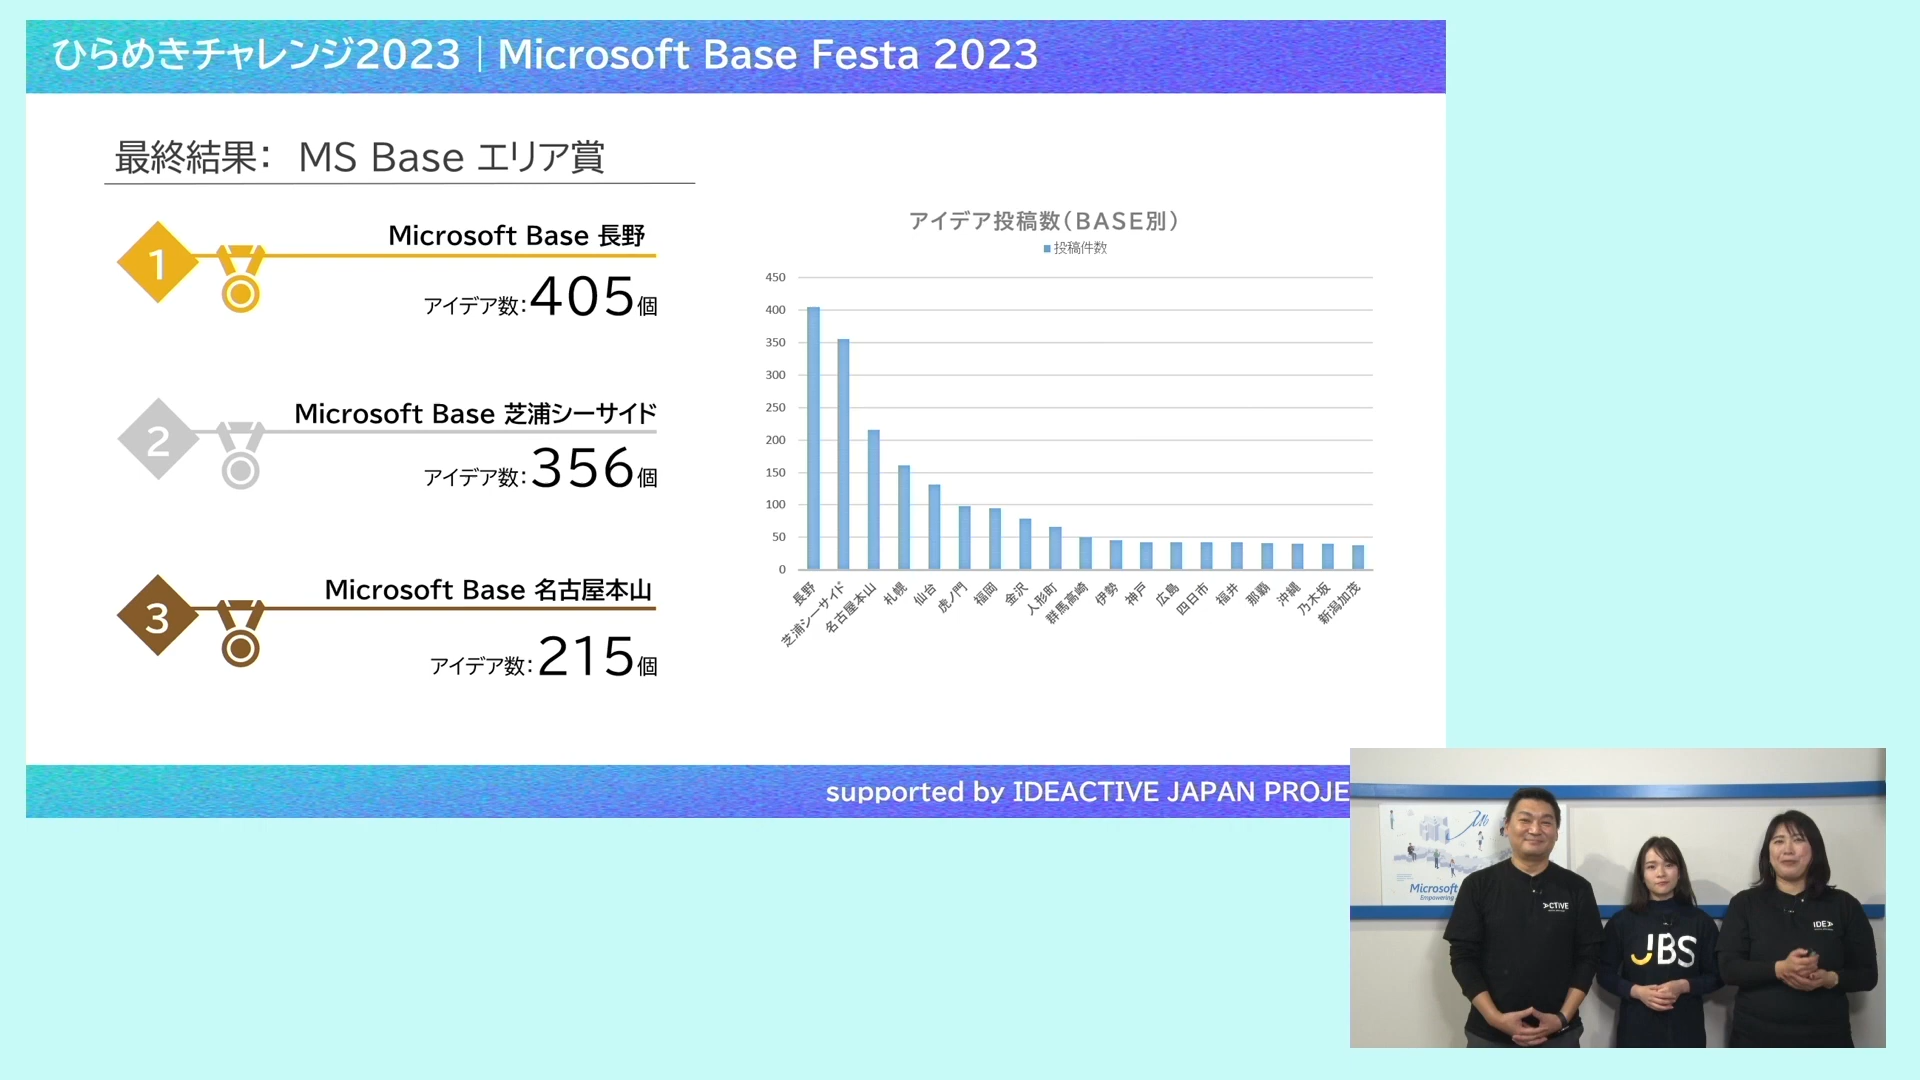 ひらめきチャレンジ2023｜Microsoft Base Festa 2023
最終結果： MS Base エリア賞
1
Microsoft Base 長野
アイデア数：405個
2
Microsoft Base 芝浦シーサイド
アイデア数：356個
3
Microsoft Base 名古屋本山
アイデア数：215個
アイデア投稿数（BASE別）
投稿件数
450
400
350
300
250
200
150
100
50
0
長野
芝浦シーサイド
名古屋本山
札幌
仙台
虎ノ門
福岡
金沢
人形町
群馬高崎
伊勢
神戸
広島
四日市
福井
那覇
沖縄
乃木坂
新潟加茂
supported by IDEACTIVE JAPAN PROJE
Microsoft
Empowering
ACTIVE
JBS
IDEA